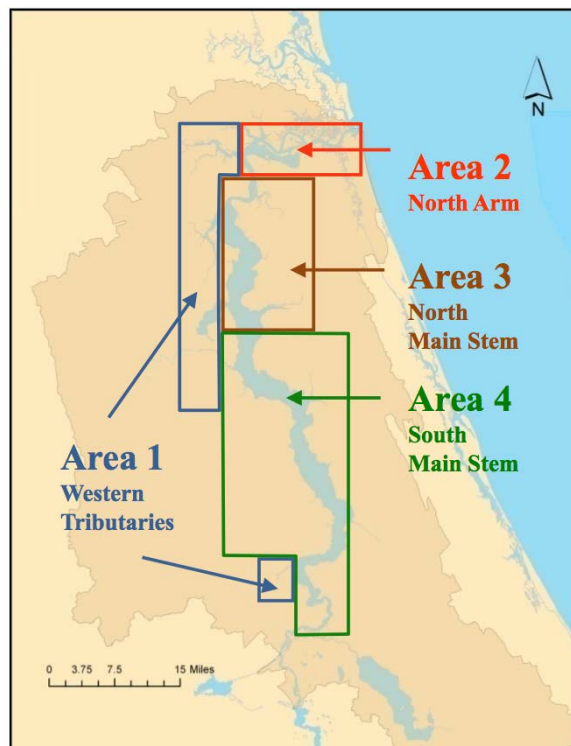 N
Area 2
North Arm
Area 3
North
Main Stem
Area 4
South
Main Stem
Area 1
Western
Tributaries
0 3.75 7.5 15 Miles